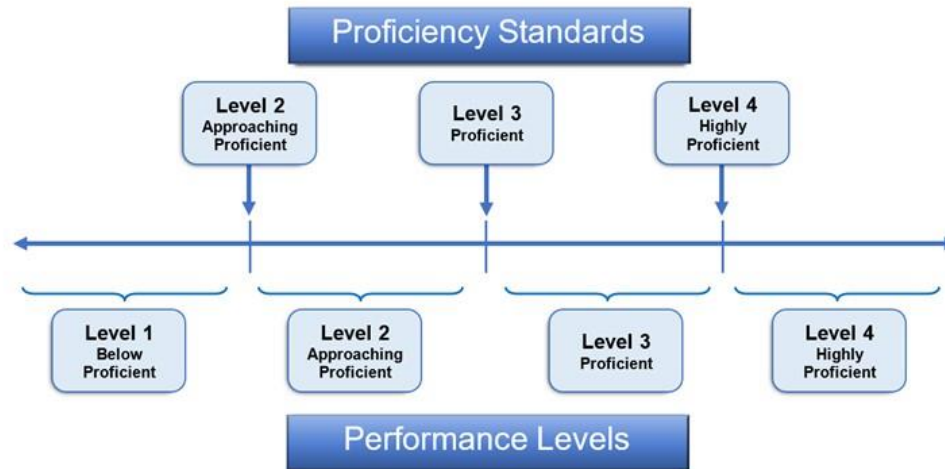 Proficiency Standards
Level 2
Approaching
Proficient
Level 3
Proficient
Level 4
Highly
Proficient
Level 1
Below
Proficient
Level 2
Approaching
Proficient
Level 3
Proficient
Level 4
Highly
Proficient
Performance Levels